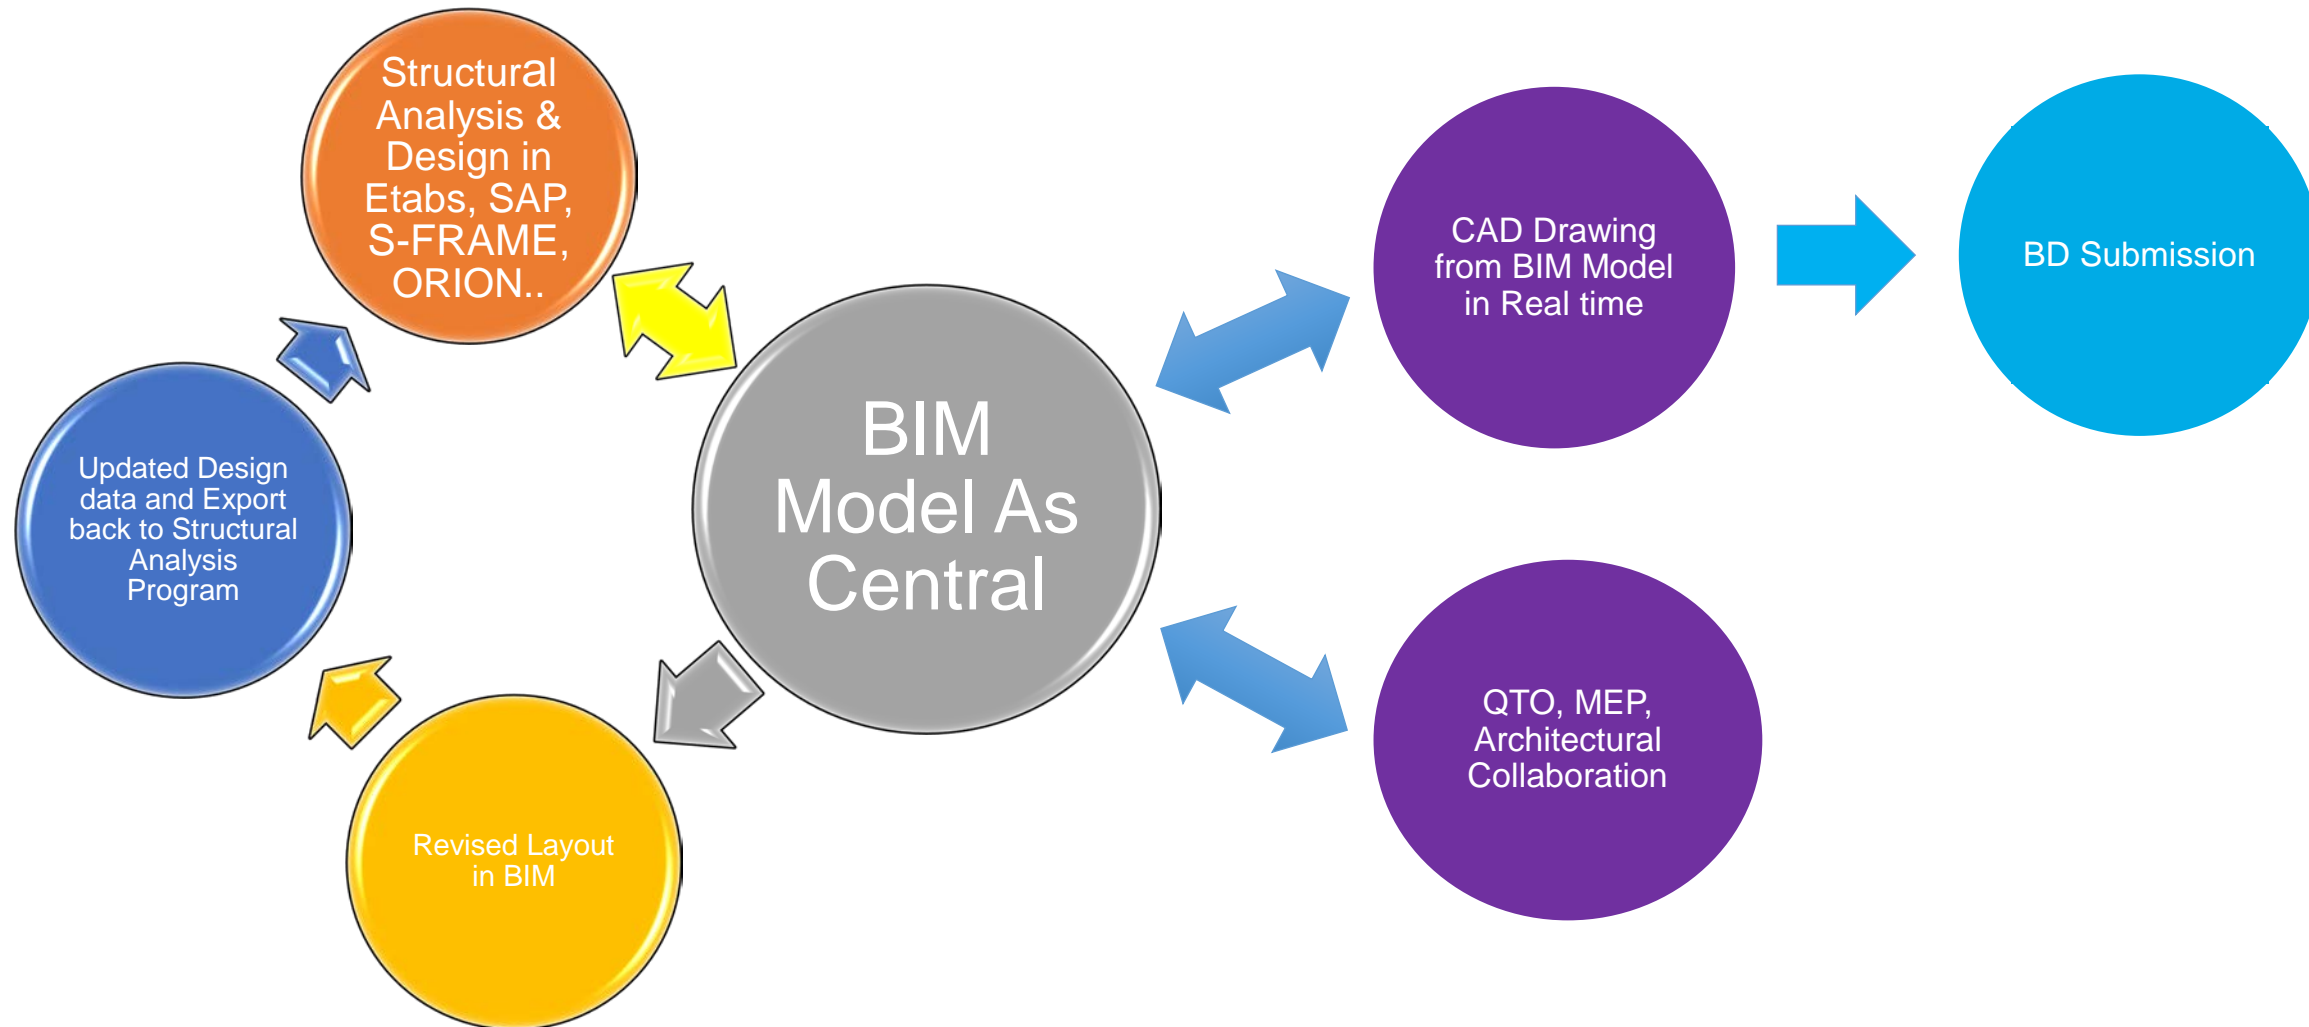 Structural
Analysis &
Design in
Etabs, SAP,
S-FRAME,
ORION..
BIM
Model As
Central
Revised Layout
in BIM
Updated Design
data and Export
back to Structural
Analysis
Program
CAD Drawing
from BIM Model
in Real time
BD Submission
QTO, MEP,
Architectural
Collaboration